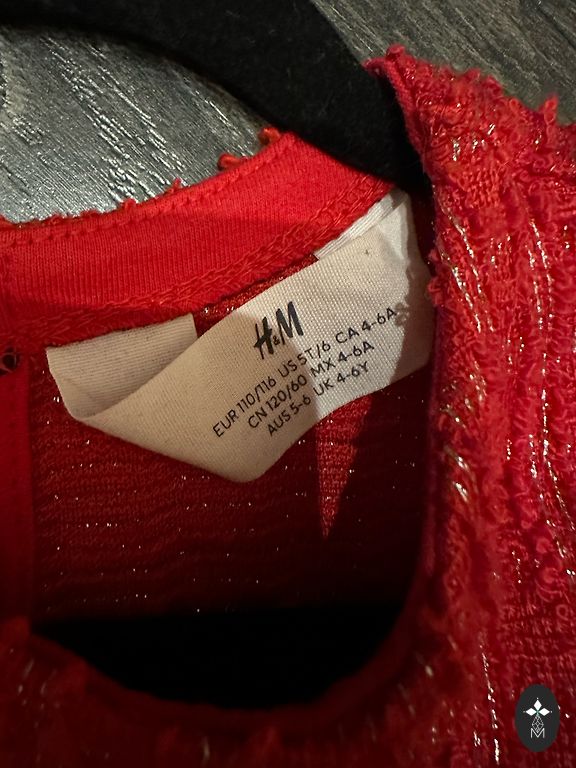 H&M
EUR 110/116 US 5T/6 CA 4-6A
CN 120/60 MX 4-6A
AUS 5-6 UK 4-6Y
M